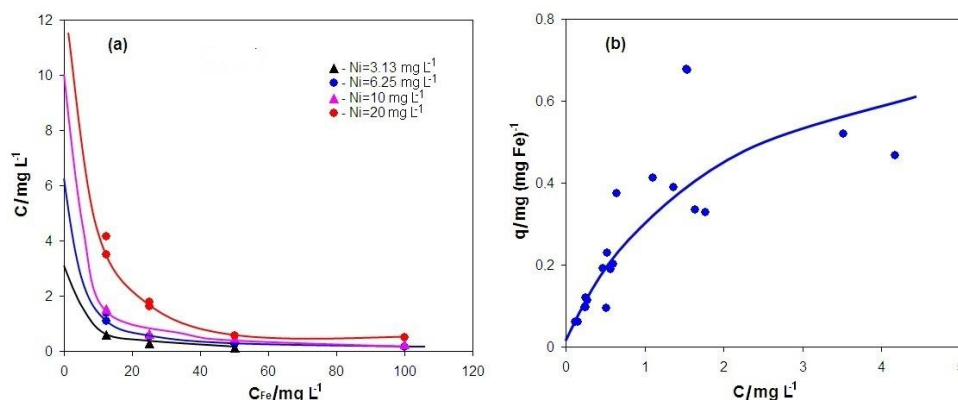 (a)
C/mg L-1
12
10
8
6
4
2
0
- Ni=3.13 mg L-1
- Ni=6.25 mg L-1
- Ni=10 mg L-1
- Ni=20 mg L-1
0 20 40 60 80 100 120
CFe/mg L-1
(b)
q/mg (mg Fe)-1
0.8
0.6
0.4
0.2
0
0 1 2 3 4 5
C/mg L-1